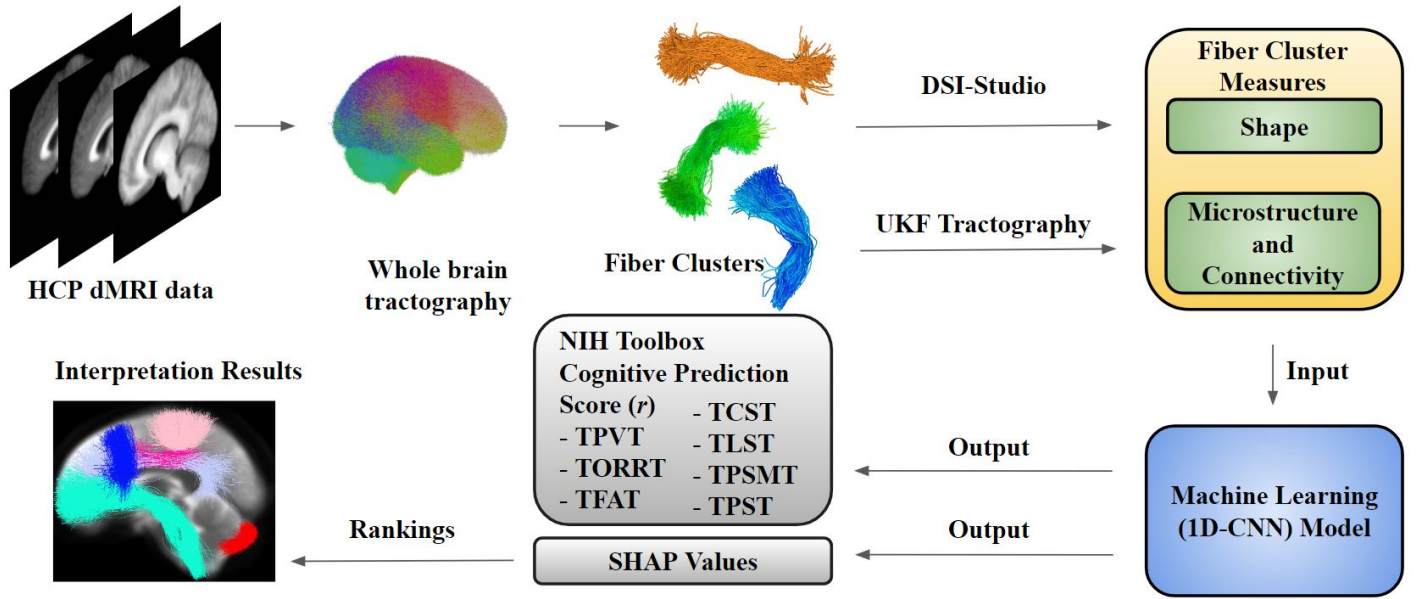 HCP dMRI data
Whole brain
tractography
Fiber Clusters
DSI-Studio
UKF Tractography
Fiber Cluster
Measures
Shape
Microstructure
and
Connectivity
Input
Machine Learning
(1D-CNN) Model
Output
Output
NIH Toolbox
Cognitive Prediction
Score (r)
- TPVT
- TORRT
- TFAT
- TCST
- TLST
- TPSMT
- TPST
SHAP Values
Rankings
Interpretation Results